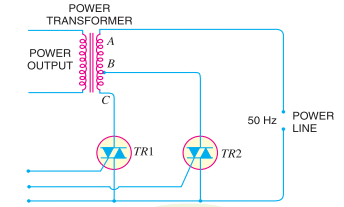 POWER
TRANSFORMER
A
POWER
OUTPUT
B
C
50 Hz
POWER
LINE
TR1
TR2